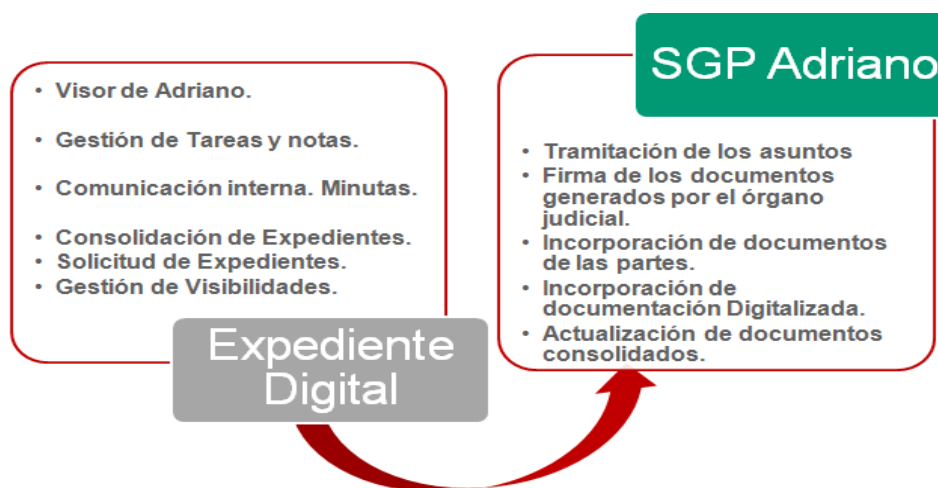 • Visor de Adriano.
• Gestión de Tareas y notas.
• Comunicación interna. Minutas.
• Consolidación de Expedientes.
• Solicitud de Expedientes.
• Gestión de Visibilidades.
Expediente
Digital
SGP Adriano
• Tramitación de los asuntos
• Firma de los documentos
generados por el órgano
judicial.
• Incorporación de documentos
de las partes.
• Incorporación de
documentación Digitalizada.
• Actualización de documentos
consolidados.